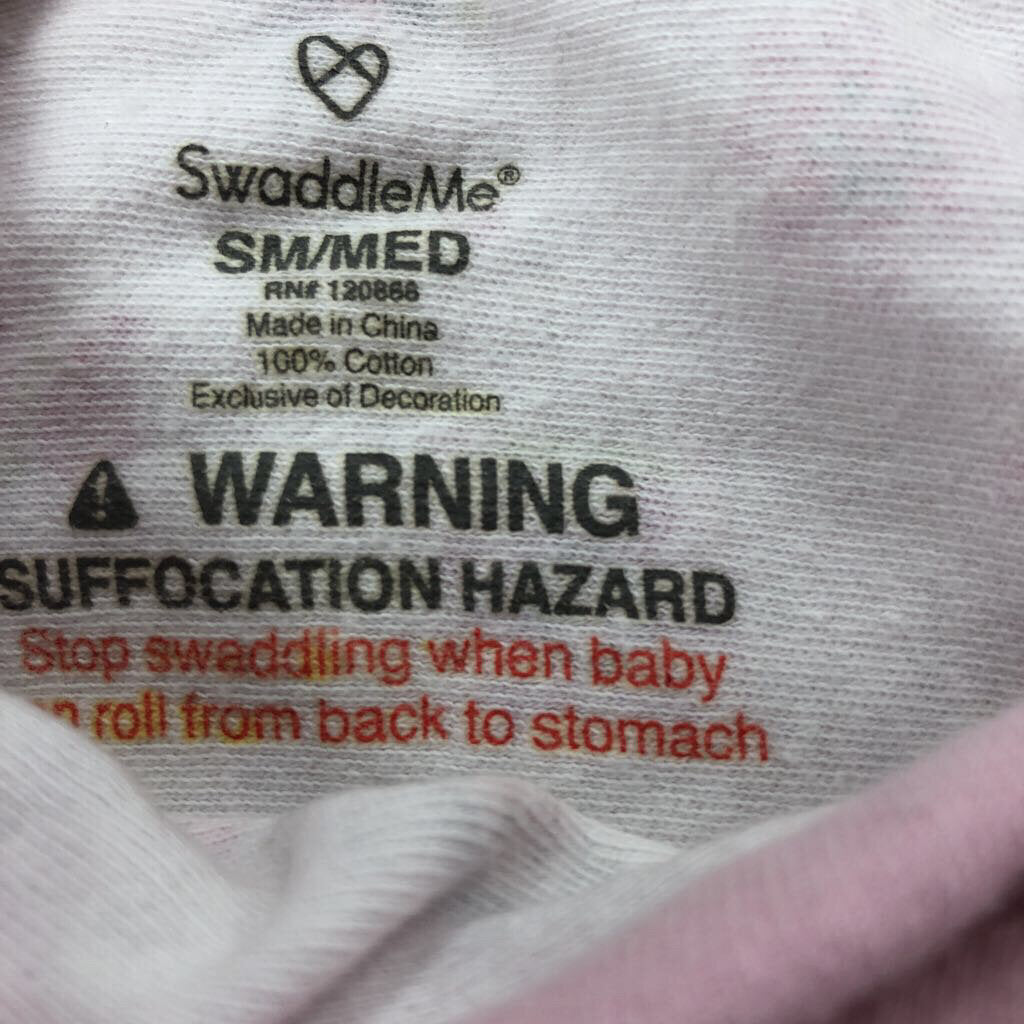 SwaddleMe®
SM/MED
RN# 120868
Made in China
100% Cotton
Exclusive of Decoration
WARNING
SUFFOCATION HAZARD
Stop swaddling when baby
roll from back to stomach